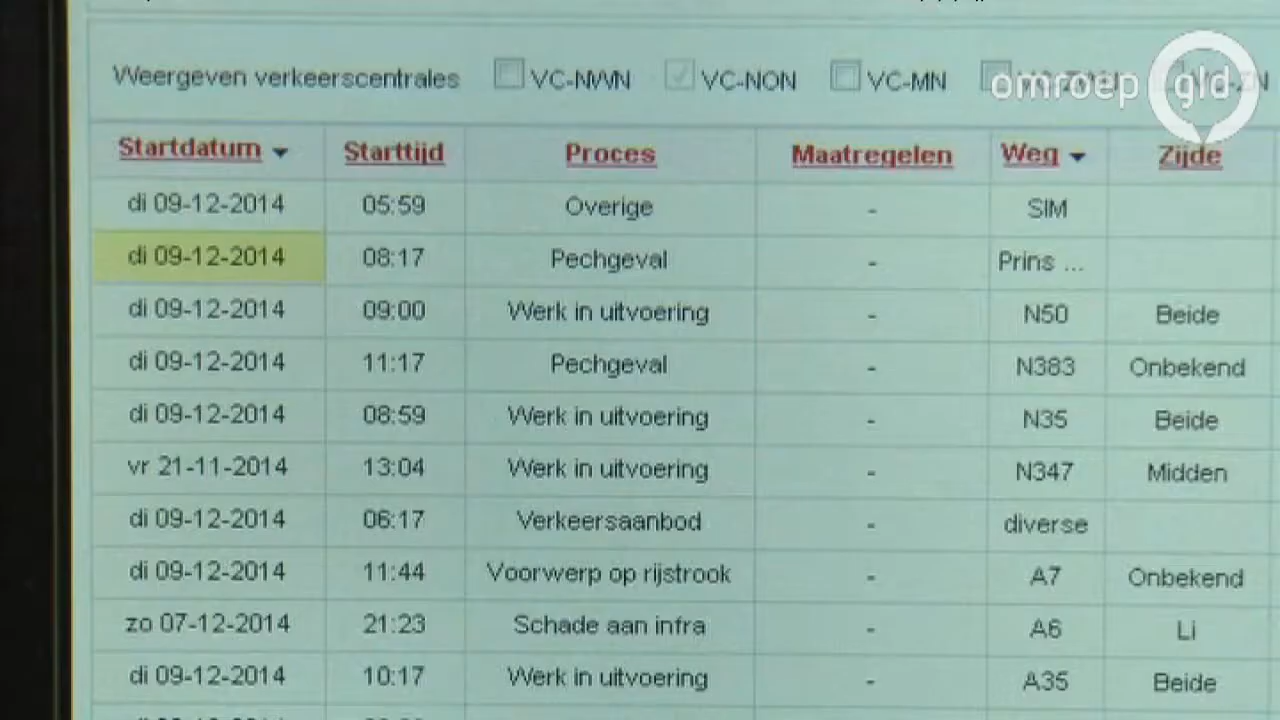 Weergeven verkeerscentrales VC-NWN VC-NON VC-MN
omroep gld
Startdatum Starttijd Proces Maatregelen Weg Zijde
di 09-12-2014 05:59 Overige - SIM
di 09-12-2014 08:17 Pechgeval - Prins ...
di 09-12-2014 09:00 Werk in uitvoering - N50 Beide
di 09-12-2014 11:17 Pechgeval - N383 Onbekend
di 09-12-2014 08:59 Werk in uitvoering - N35 Beide
vr 21-11-2014 13:04 Werk in uitvoering - N347 Midden
di 09-12-2014 06:17 Verkeersaanbod - diverse
di 09-12-2014 11:44 Voorwerp op rijstrook - A7 Onbekend
zo 07-12-2014 21:23 Schade aan infra - A6 Li
di 09-12-2014 10:17 Werk in uitvoering - A35 Beide